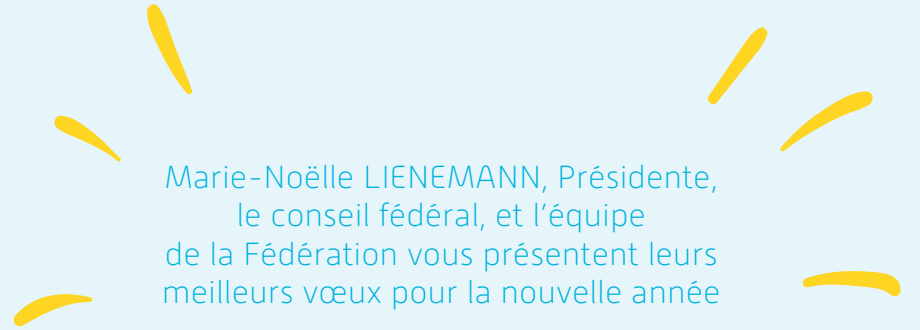 Marie-Noëlle LIENEMANN, Présidente,
le conseil fédéral, et l’équipe
de la Fédération vous présentent leurs
meilleurs vœux pour la nouvelle année